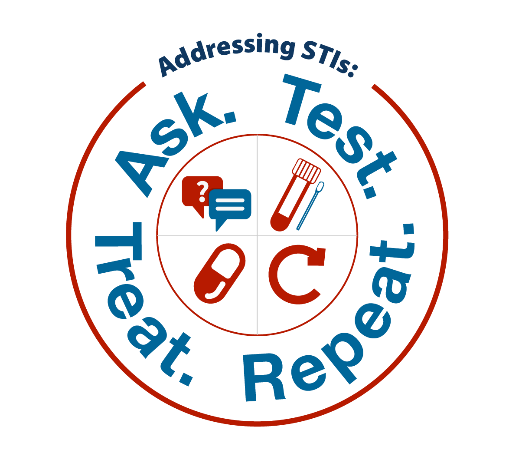 Addressing STIs:
Ask.
Test.
Treat.
Repeat.
?